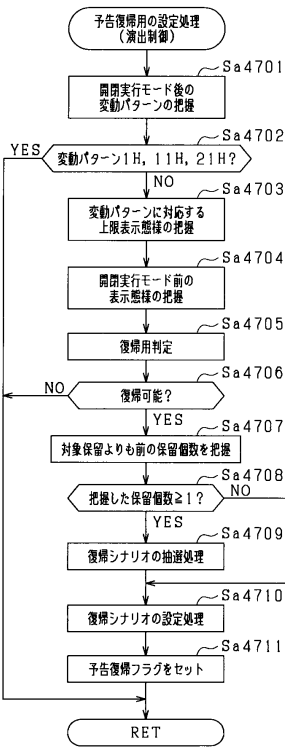 予告復帰用の設定処理
(演出制御)
Sa4701
開閉実行モード後の
変動パターンの把握
Sa4702
YES
変動パターン1H, 11H, 21H?
NO
Sa4703
変動パターンに対応する
上限表示態様の把握
Sa4704
開閉実行モード前の
表示態様の把握
Sa4705
復帰用判定
Sa4706
NO
復帰可能?
YES
Sa4707
対象保留よりも前の保留個数を把握
Sa4708
把握した保留個数≧1?
NO
YES
Sa4709
復帰シナリオの抽選処理
Sa4710
復帰シナリオの設定処理
Sa4711
予告復帰フラグをセット
RET